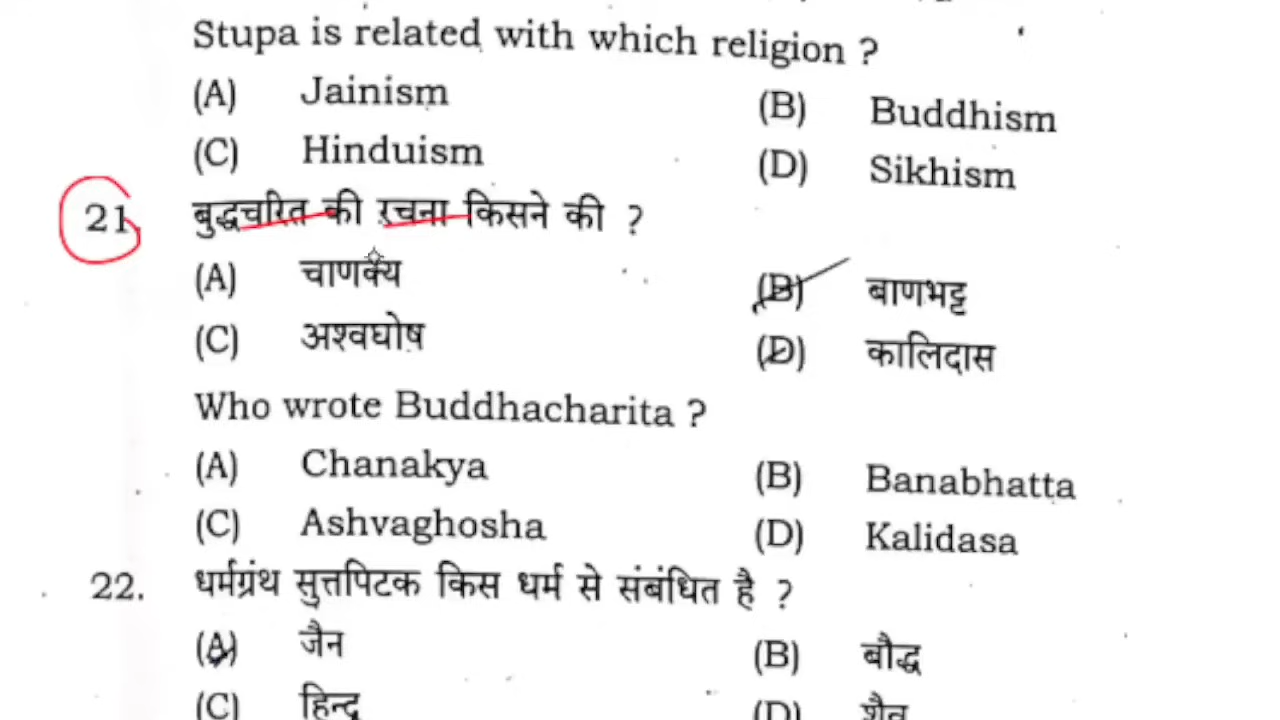 Stupa is related with which religion ?
(A) Jainism (B) Buddhism
(C) Hinduism (D) Sikhism
21. बुद्धचरित की रचना किसने की ?
(A) चाणक्य (B) बाणभट्ट
(C) अश्वघोष (D) कालिदास
Who wrote Buddhacharita ?
(A) Chanakya (B) Banabhatta
(C) Ashvaghosha (D) Kalidasa
22. धर्मग्रंथ सुत्तपिटक किस धर्म से संबंधित है ?
(A) जैन (B) बौद्ध
(C) हिन्दू (D) शैव